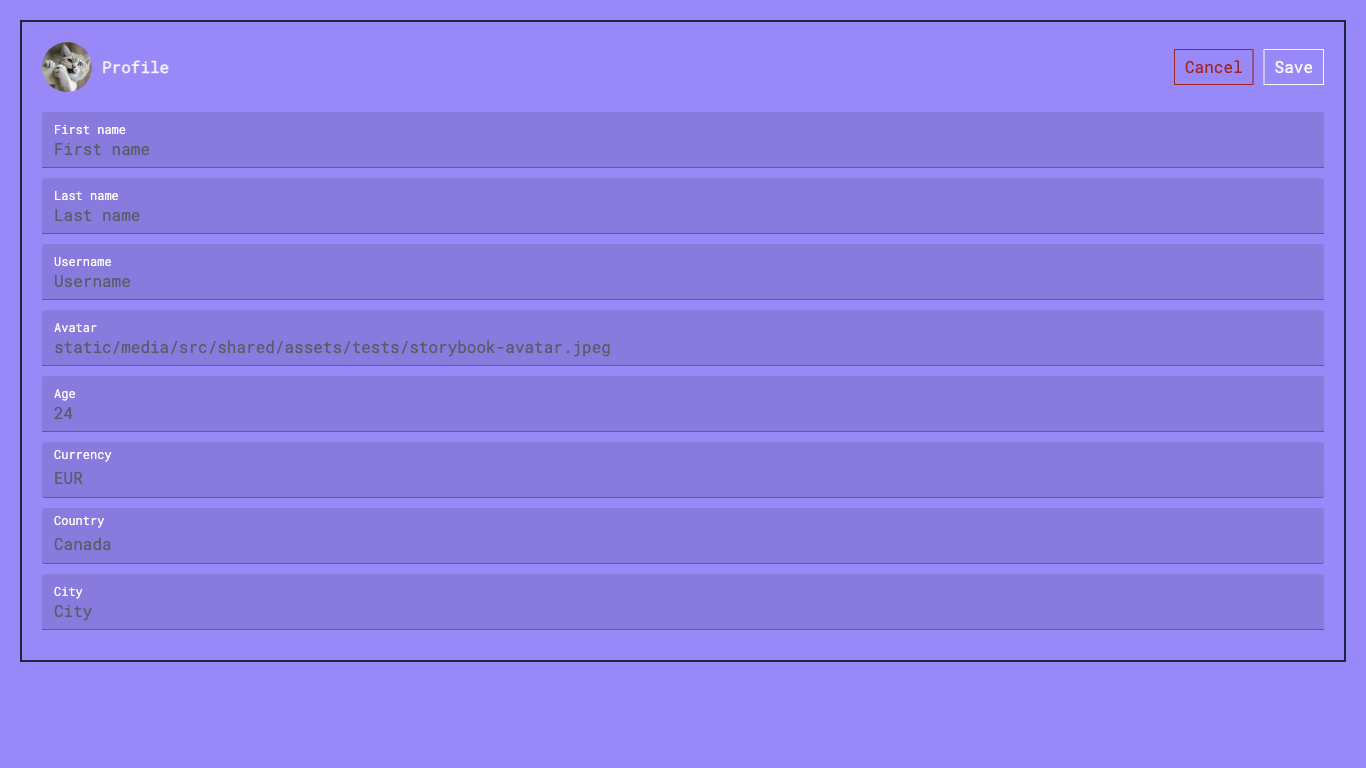 Profile
Cancel
Save
First name
First name
Last name
Last name
Username
Username
Avatar
static/media/src/shared/assets/tests/storybook-avatar.jpeg
Age
24
Currency
EUR
Country
Canada
City
City